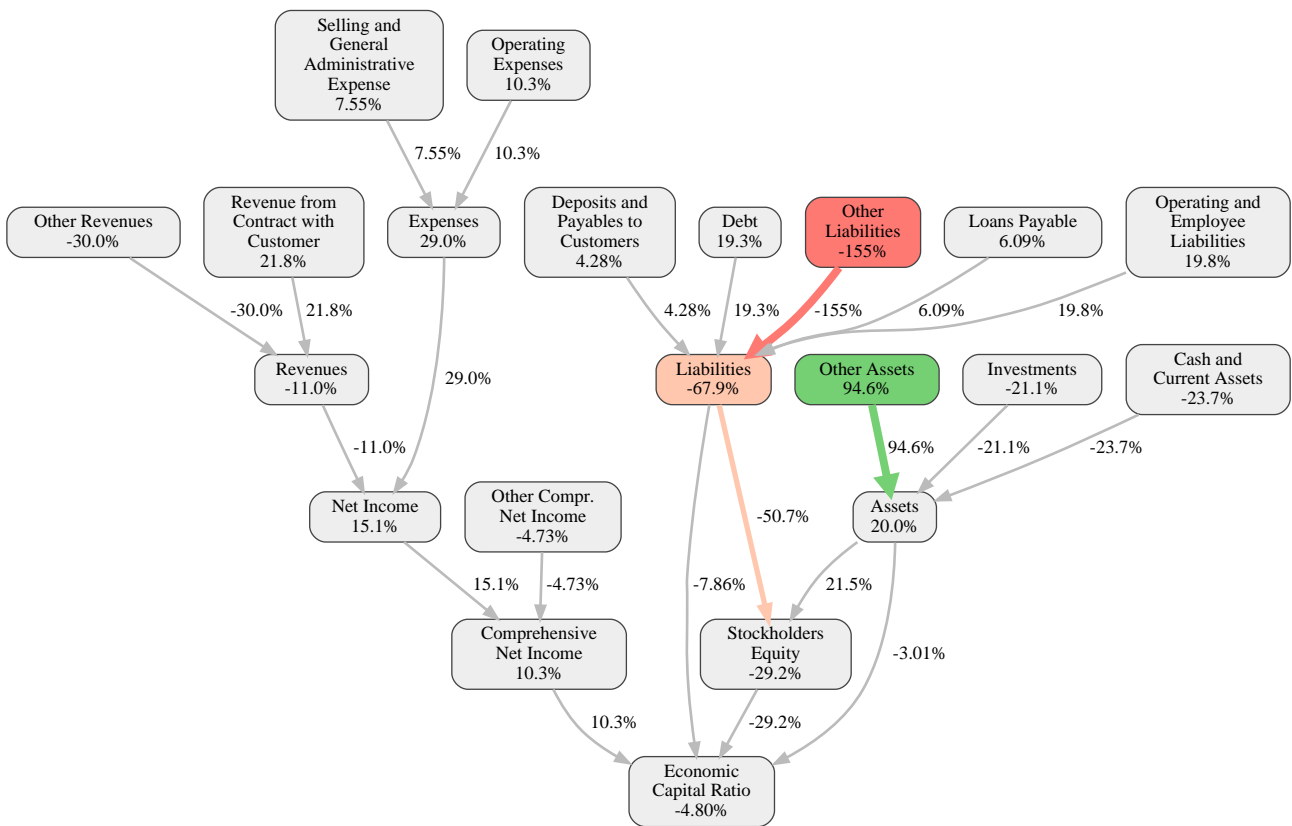 Selling and
General
Administrative
Expense
7.55%
Operating
Expenses
10.3%
7.55%
10.3%
Other Revenues
-30.0%
Revenue from
Contract with
Customer
21.8%
Expenses
29.0%
Deposits and
Payables to
Customers
4.28%
Debt
19.3%
Other
Liabilities
-155%
Loans Payable
6.09%
Operating and
Employee
Liabilities
19.8%
-30.0%
21.8%
4.28%
19.3%
-155%
6.09%
19.8%
Revenues
-11.0%
29.0%
Liabilities
-67.9%
Other Assets
94.6%
Investments
-21.1%
Cash and
Current Assets
-23.7%
-11.0%
94.6%
-21.1%
-23.7%
Net Income
15.1%
Other Compr.
Net Income
-4.73%
-50.7%
Assets
20.0%
15.1%
-4.73%
-7.86%
21.5%
Comprehensive
Net Income
10.3%
Stockholders
Equity
-29.2%
-3.01%
10.3%
-29.2%
Economic
Capital Ratio
-4.80%